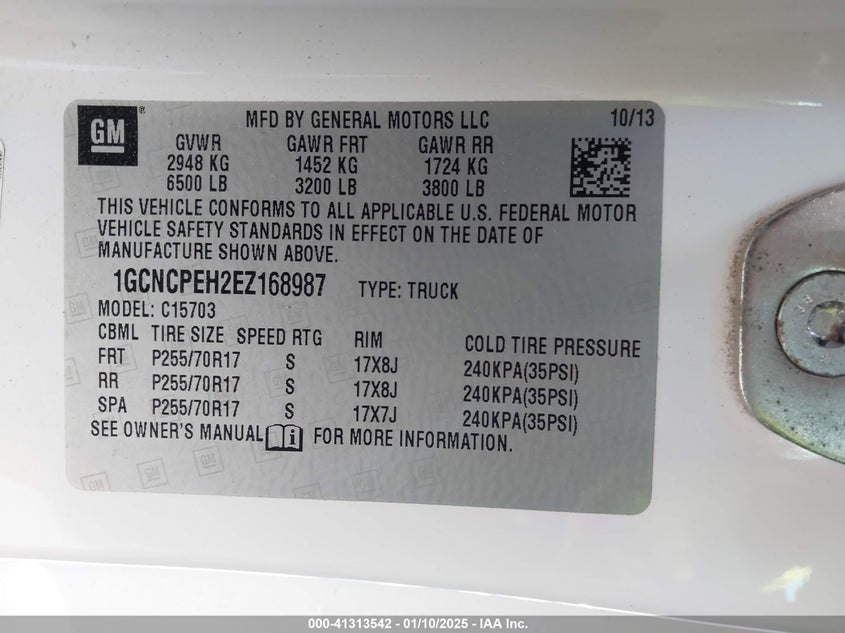 GM ®
MFD BY GENERAL MOTORS LLC 10/13
GVWR GAWR FRT GAWR RR
2948 KG 1452 KG 1724 KG
6500 LB 3200 LB 3800 LB
THIS VEHICLE CONFORMS TO ALL APPLICABLE U.S. FEDERAL MOTOR
VEHICLE SAFETY STANDARDS IN EFFECT ON THE DATE OF
MANUFACTURE SHOWN ABOVE.
1GCNCPEH2EZ168987 TYPE: TRUCK
MODEL: C15703
CBML TIRE SIZE SPEED RTG RIM COLD TIRE PRESSURE
FRT P255/70R17 S 17X8J 240KPA(35PSI)
RR P255/70R17 S 17X8J 240KPA(35PSI)
SPA P255/70R17 S 17X7J 240KPA(35PSI)
SEE OWNER'S MANUAL FOR MORE INFORMATION.
000-41313542 - 01/10/2025 - IAA Inc.